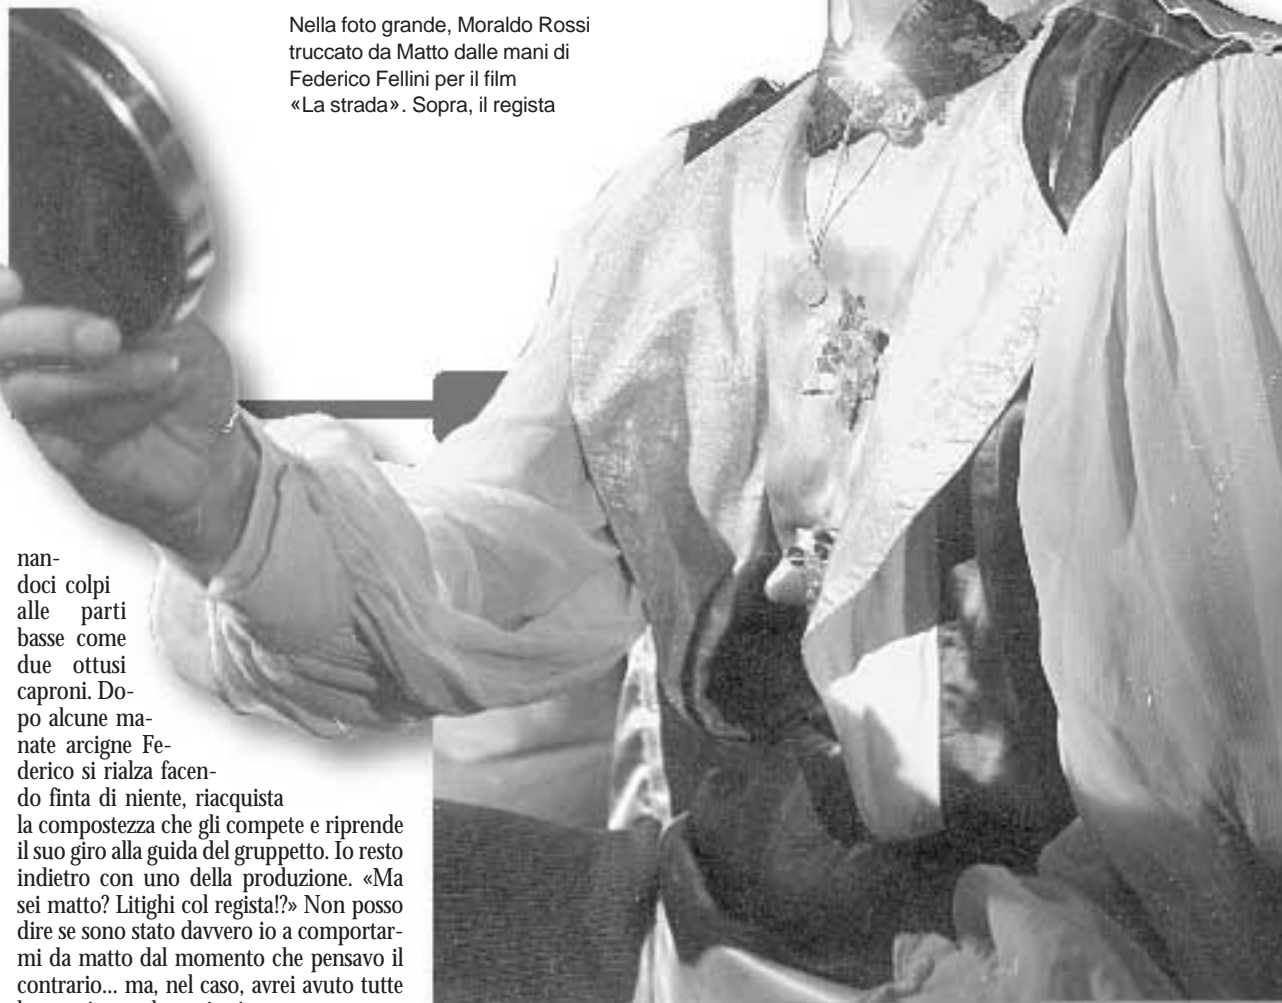 Nella foto grande, Moraldo Rossi
truccato da Matto dalle mani di
Federico Fellini per il film
«La strada». Sopra, il regista
nan-
doci colpi
alle parti
basse come
due ottusi
caproni. Do-
po alcune ma-
nate arcigne Fe-
derico si rialza facen-
do finta di niente, riacquista
la compostezza che gli compete e riprende
il suo giro alla guida del gruppetto. Io resto
indietro con uno della produzione. «Ma
sei matto? Litighi col regista!?» Non posso
dire se sono stato davvero io a comportar-
mi da matto dal momento che pensavo il
contrario... ma, nel caso, avrei avuto tutte